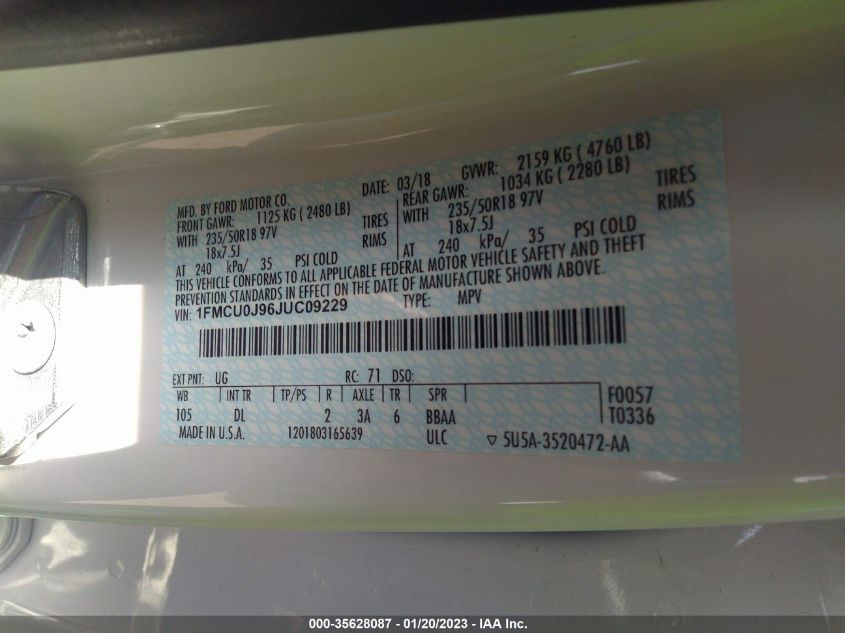 MFD. BY FORD MOTOR CO. DATE: 03/18 GVWR: 2159 KG ( 4760 LB)
FRONT GAWR: 1125 KG ( 2480 LB) REAR GAWR: 1034 KG ( 2280 LB)
WITH 235/50R18 97V TIRES WITH 235/50R18 97V TIRES
18x7.5J RIMS 18x7.5J RIMS
AT 240 kPa/ 35 PSI COLD AT 240 kPa/ 35 PSI COLD
THIS VEHICLE CONFORMS TO ALL APPLICABLE FEDERAL MOTOR VEHICLE SAFETY AND THEFT
PREVENTION STANDARDS IN EFFECT ON THE DATE OF MANUFACTURE SHOWN ABOVE.
VIN: 1FMCU0J96JUC09229 TYPE: MPV
EXT PNT: UG RC: 71 DSO:
WB INT TR TP/PS R AXLE TR SPR F0057
105 DL 2 3A 6 BBAA T0336
MADE IN U.S.A. 1201803165639 ULC ▽ 5U5A-3520472-AA
000-35628087 - 01/20/2023 - IAA Inc.